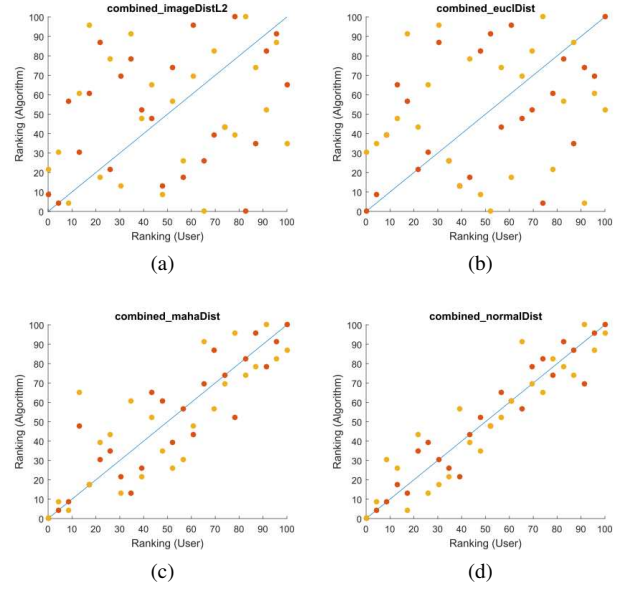 combined_imageDistL2
Ranking (Algorithm)
100
90
80
70
60
50
40
30
20
10
0
0 10 20 30 40 50 60 70 80 90 100
Ranking (User)
(a)
combined_euclDist
Ranking (Algorithm)
100
90
80
70
60
50
40
30
20
10
0
0 10 20 30 40 50 60 70 80 90 100
Ranking (User)
(b)
combined_mahaDist
Ranking (Algorithm)
100
90
80
70
60
50
40
30
20
10
0
0 10 20 30 40 50 60 70 80 90 100
Ranking (User)
(c)
combined_normalDist
Ranking (Algorithm)
100
90
80
70
60
50
40
30
20
10
0
0 10 20 30 40 50 60 70 80 90 100
Ranking (User)
(d)